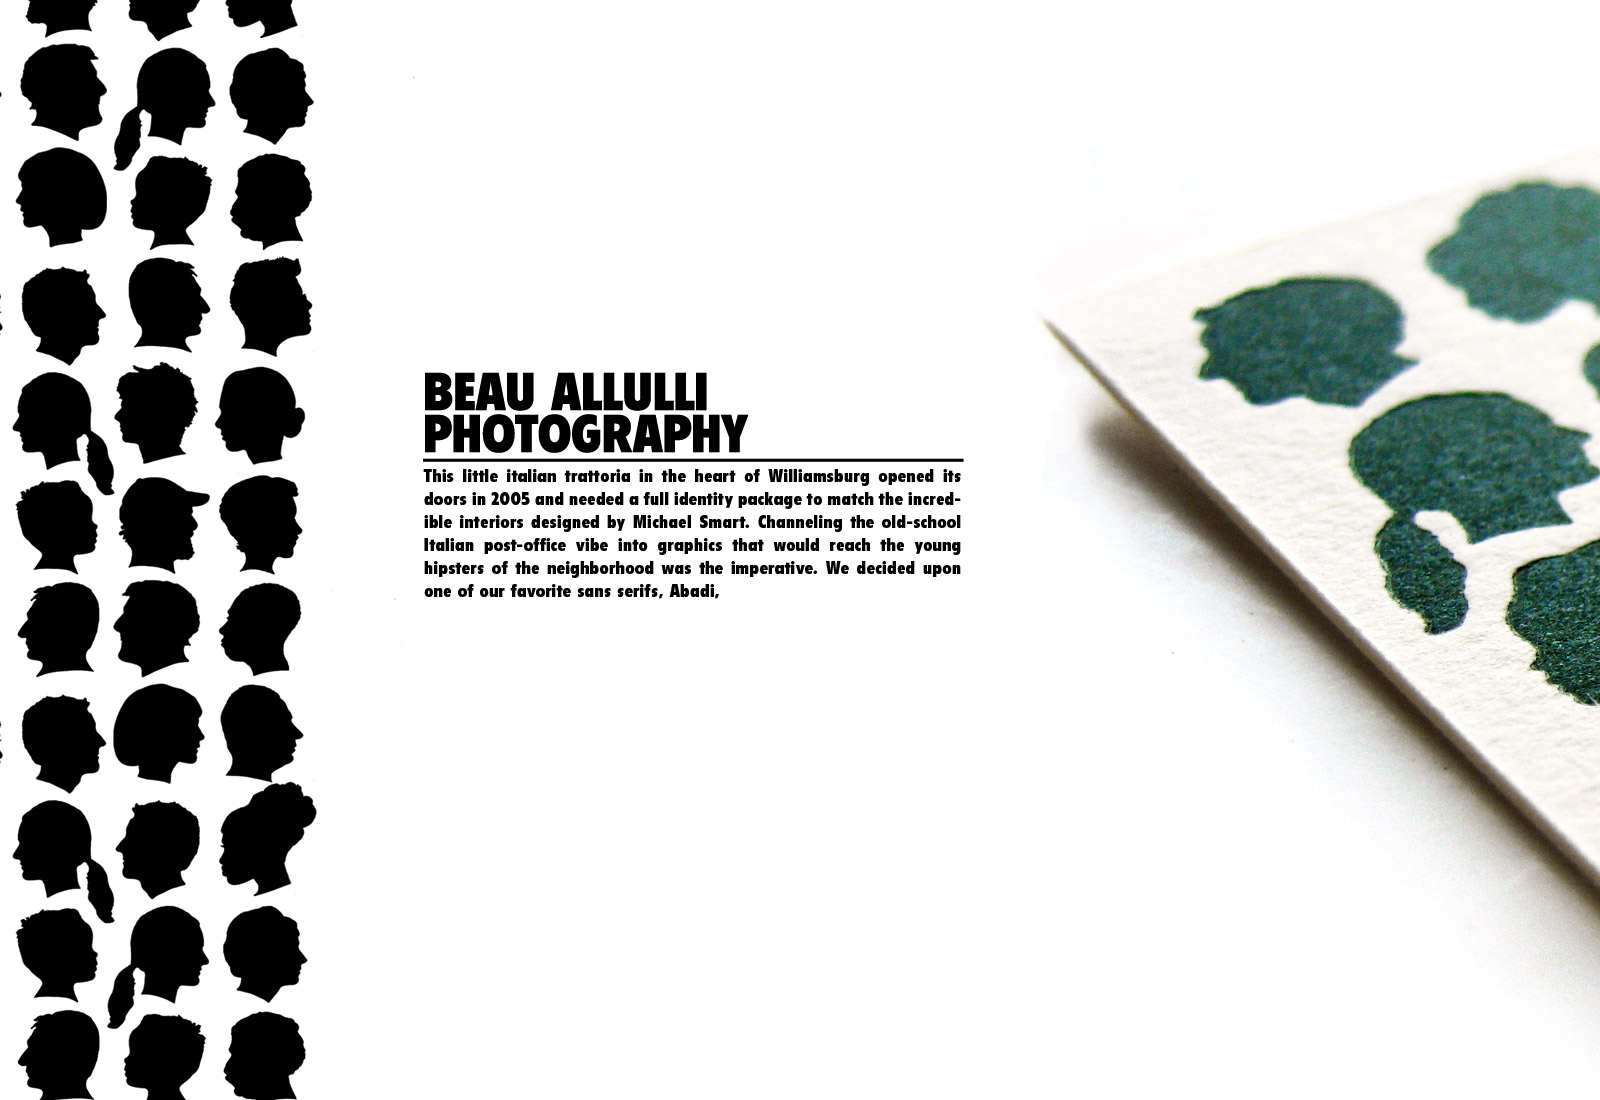 BEAU ALLULLI
PHOTOGRAPHY
This little italian trattoria in the heart of Williamsburg opened its
doors in 2005 and needed a full identity package to match the incred-
ible interiors designed by Michael Smart. Channeling the old-school
Italian post-office vibe into graphics that would reach the young
hipsters of the neighborhood was the imperative. We decided upon
one of our favorite sans serifs, Abadi,